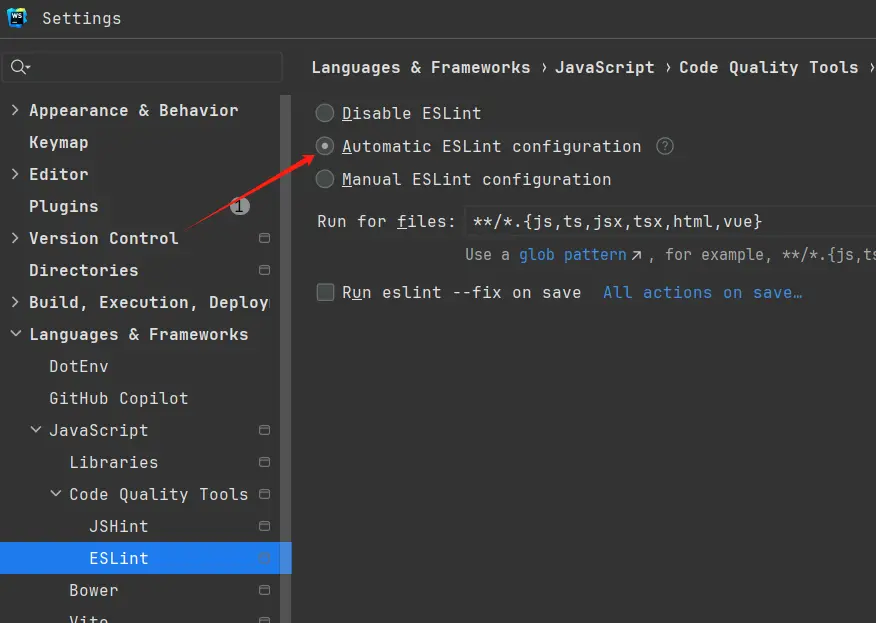 WS
Settings
Languages & Frameworks › JavaScript › Code Quality Tools ›
Disable ESLint
Automatic ESLint configuration ?
Manual ESLint configuration
Run for files: **/*.{js,ts,jsx,tsx,html,vue}
Use a glob pattern↗, for example, **/*.{js,ts
Run eslint --fix on save All actions on save…
Appearance & Behavior
Keymap
Editor
Plugins 1
Version Control
Directories
Build, Execution, Deploy
Languages & Frameworks
DotEnv
GitHub Copilot
JavaScript
Libraries
Code Quality Tools
JSHint
ESLint
Bower
Vite